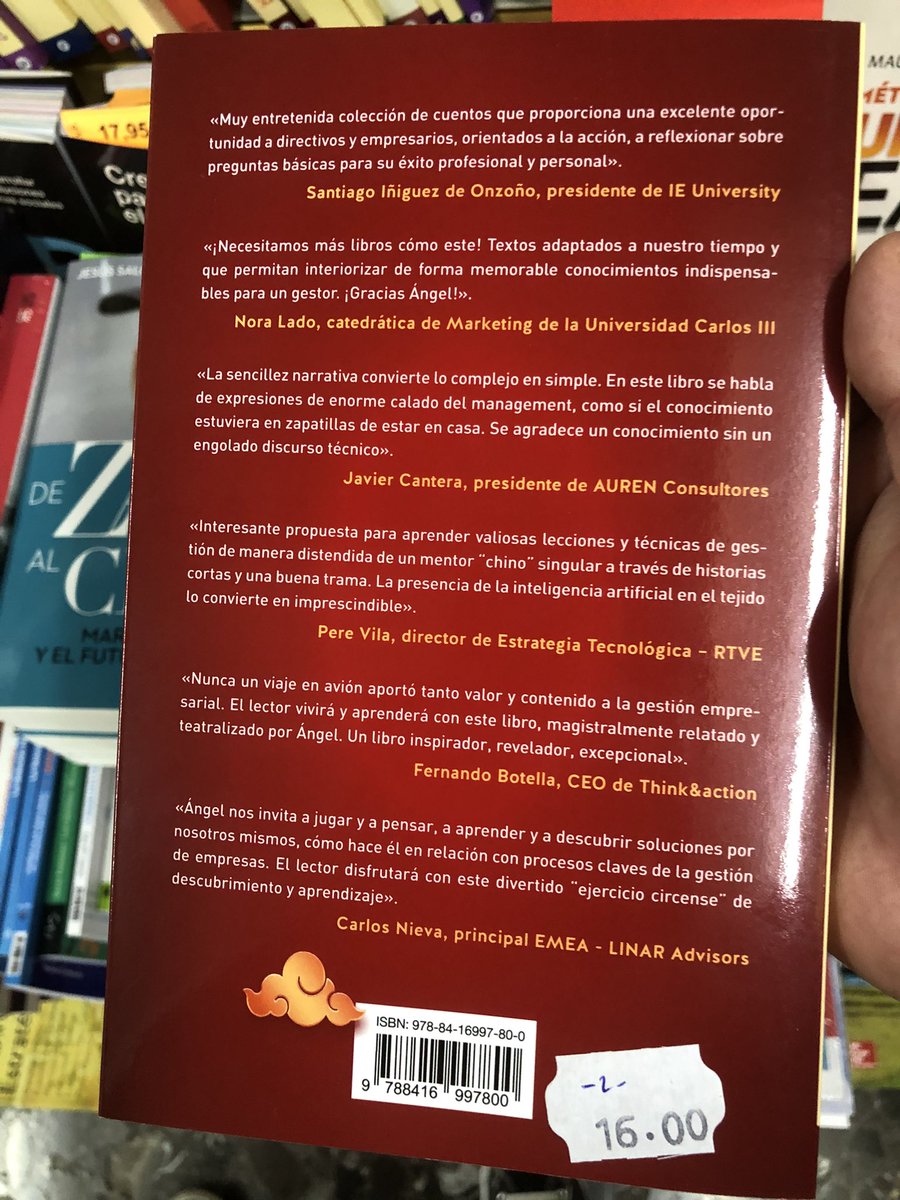 «Muy entretenida colección de cuentos que proporciona una excelente opor-
tunidad a directivos y empresarios, orientados a la acción, a reflexionar sobre
preguntas básicas para su éxito profesional y personal».
Santiago Iñiguez de Onzoño, presidente de IE University
«¡Necesitamos más libros cómo este! Textos adaptados a nuestro tiempo y
que permitan interiorizar de forma memorable conocimientos indispensa-
bles para un gestor. ¡Gracias Ángel!».
Nora Lado, catedrática de Marketing de la Universidad Carlos III
«La sencillez narrativa convierte lo complejo en simple. En este libro se habla
de expresiones de enorme calado del management, como si el conocimiento
estuviera en zapatillas de estar en casa. Se agradece un conocimiento sin un
engolado discurso técnico».
Javier Cantera, presidente de AUREN Consultores
«Interesante propuesta para aprender valiosas lecciones y técnicas de ges-
tión de manera distendida de un mentor "chino" singular a través de historias
cortas y una buena trama. La presencia de la inteligencia artificial en el tejido
lo convierte en imprescindible».
Pere Vila, director de Estrategia Tecnológica – RTVE
«Nunca un viaje en avión aportó tanto valor y contenido a la gestión empre-
sarial. El lector vivirá y aprenderá con este libro, magistralmente relatado y
teatralizado por Ángel. Un libro inspirador, revelador, excepcional».
Fernando Botella, CEO de Think&action
«Ángel nos invita a jugar y a pensar, a aprender y a descubrir soluciones por
nosotros mismos, cómo hace él en relación con procesos claves de la gestión
de empresas. El lector disfrutará con este divertido "ejercicio circense" de
descubrimiento y aprendizaje».
Carlos Nieva, principal EMEA - LINAR Advisors
ISBN: 978-84-16997-80-0
9 788416 997800
-2-
16.00
17,95
DE
AL